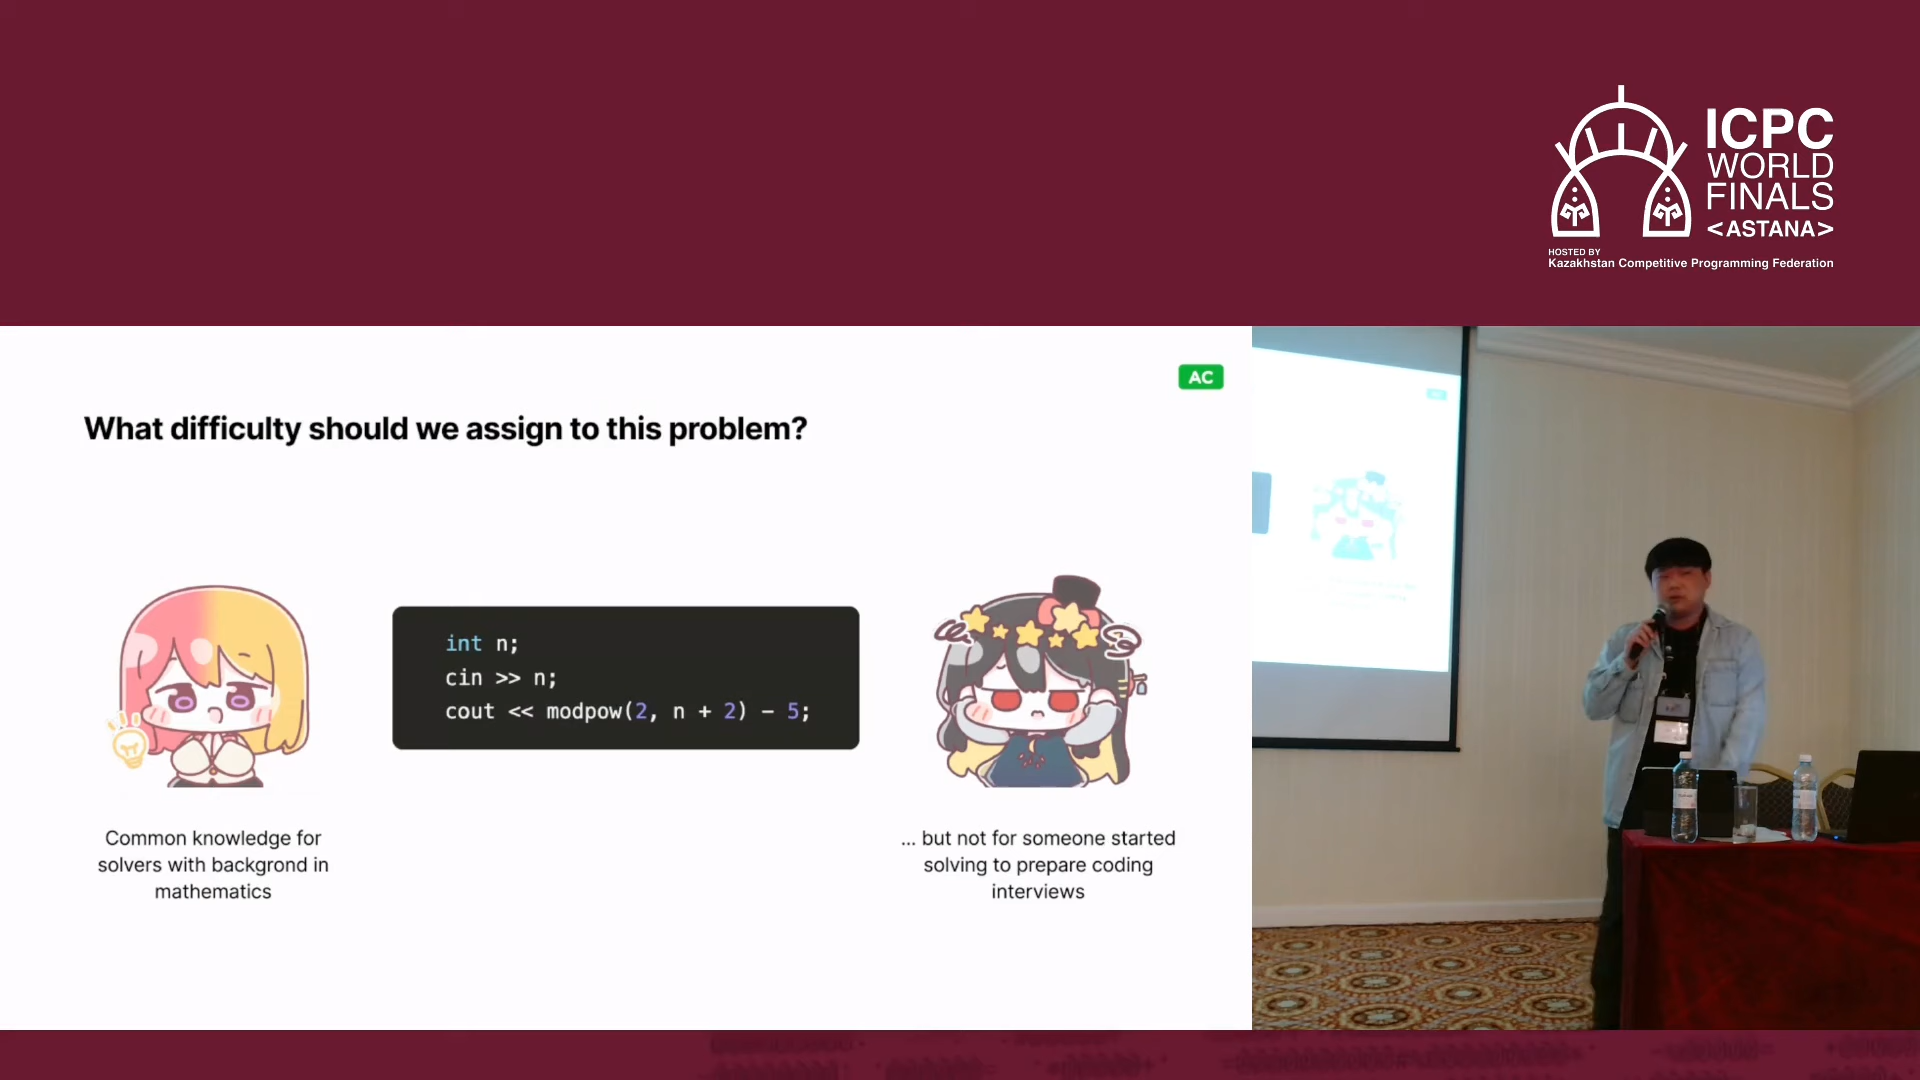 ICPC
WORLD
FINALS
<ASTANA>
HOSTED BY
Kazakhstan Competitive Programming Federation
AC
What difficulty should we assign to this problem?
int n;
cin >> n;
cout << modpow(2, n + 2) - 5;
Common knowledge for
solvers with backgrond in
mathematics
... but not for someone started
solving to prepare coding
interviews